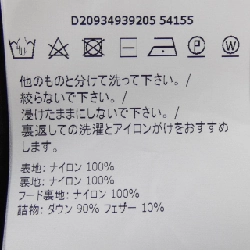 D20934939205 54155
他のものと分けて洗って下さい。/
絞らないで下さい。/
浸けたままにしないで下さい。/
裏返しての洗濯とアイロンがけをおすすめ
します。
表地: ナイロン 100%
裏地: ナイロン 100%
フード裏地: ナイロン 100%
詰物: ダウン 90% フェザー 10%